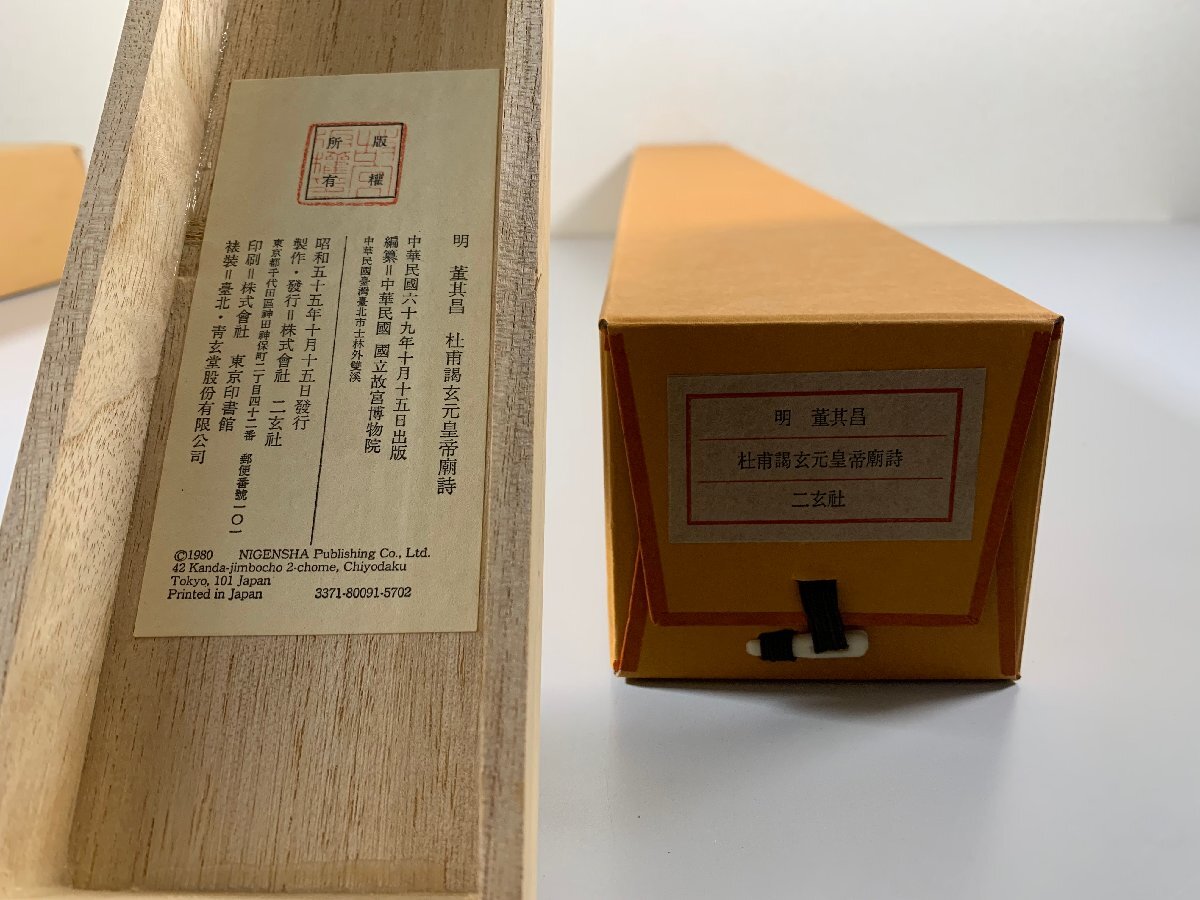 版權
所有
明 董其昌 杜甫謁玄元皇帝廟詩
中華民國六十九年十月十五日出版
編纂=中華民國 國立故宮博物院
中華民國臺灣臺北市士林外雙溪
昭和五十五年十月十五日發行
製作・發行=株式會社 二玄社
東京都千代田區神田神保町二丁目四十二番 郵便番號一〇一
印刷=株式會社 東京印書館
裱裝=臺北・青玄堂股份有限公司
©1980 NIGENSHA Publishing Co., Ltd.
42 Kanda-jimbocho 2-chome, Chiyodaku
Tokyo, 101 Japan
Printed in Japan 3371-80091-5702
明 董其昌
杜甫謁玄元皇帝廟詩
二玄社